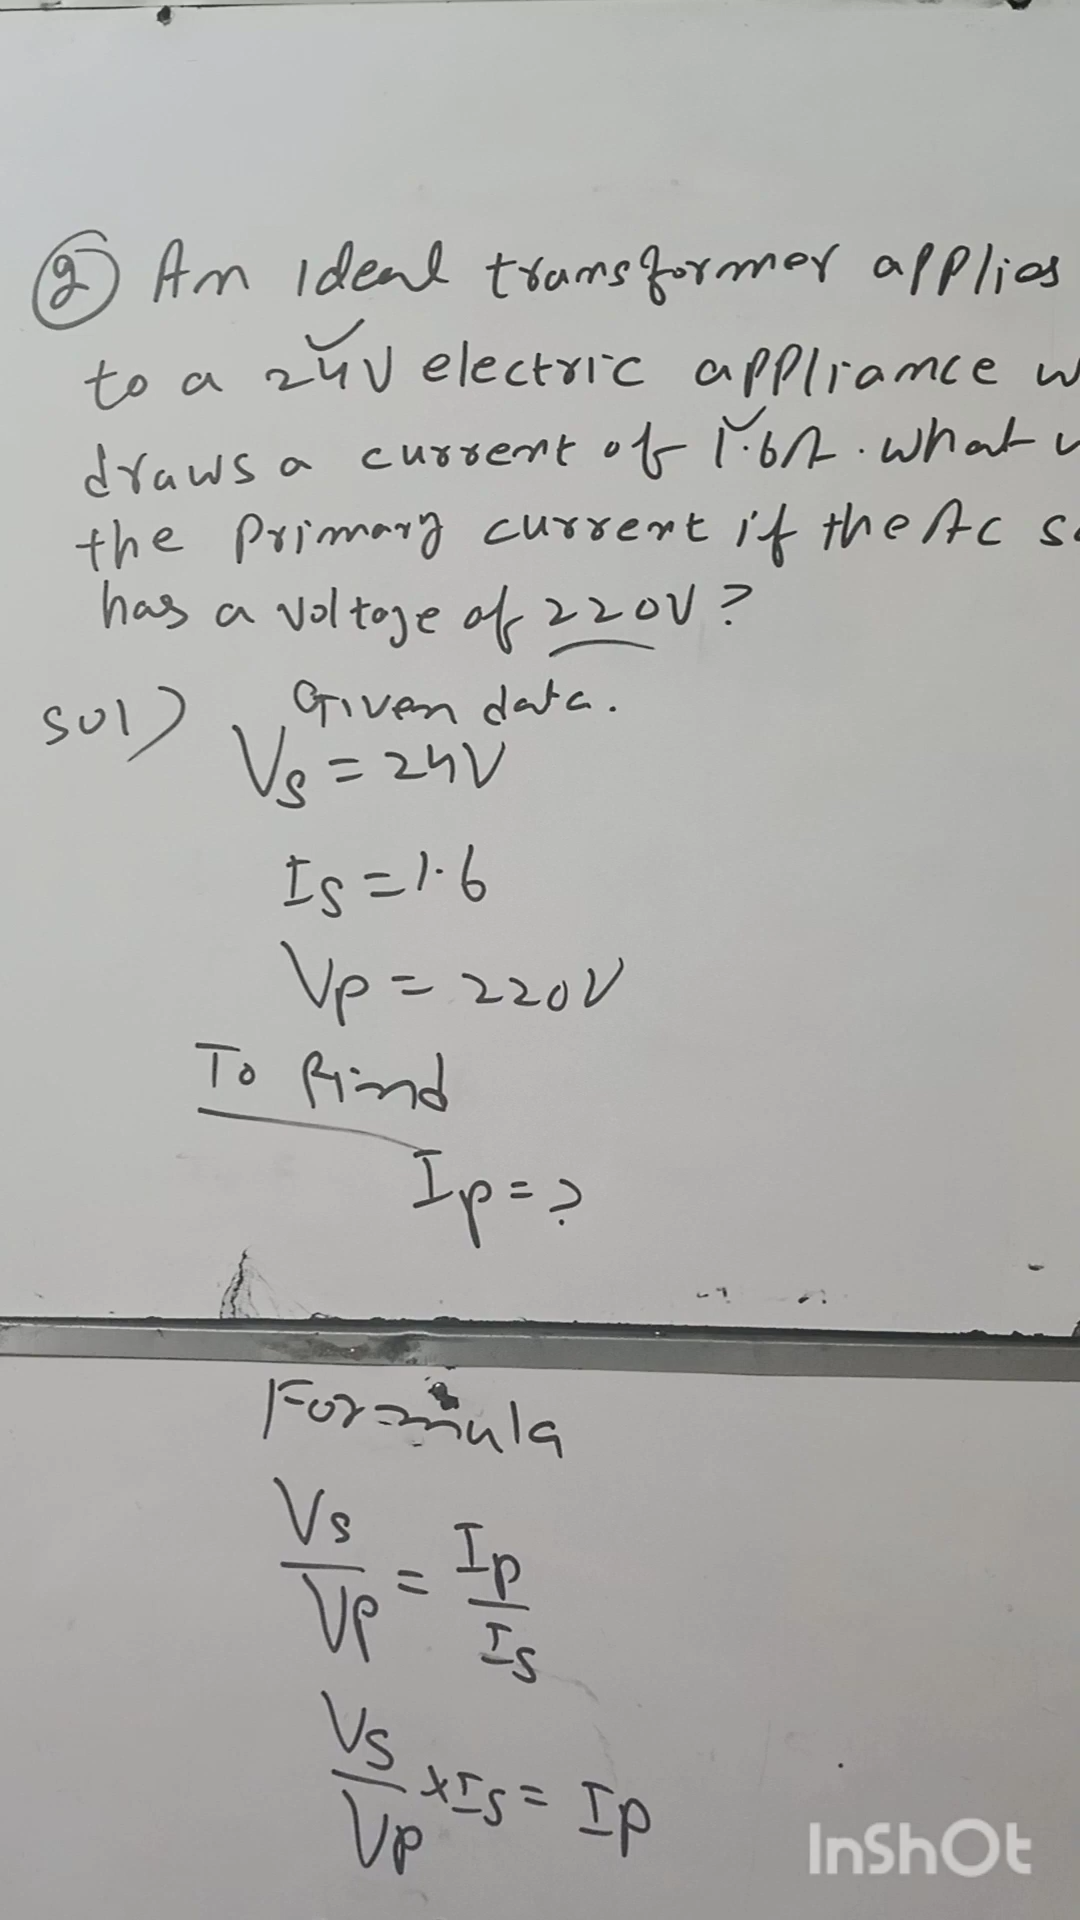 2 An ideal transformer applies
to a 24V electric appliance
draws a current of 1.6A. what
the primary current if the AC
has a voltage of 220V?
Sol) Given data.
Vs = 24V
Is = 1.6
Vp = 220V
To Find
Ip = ?
Formula
Vs/Vp = Ip/Is
Vs/Vp × Is = Ip
InShOt